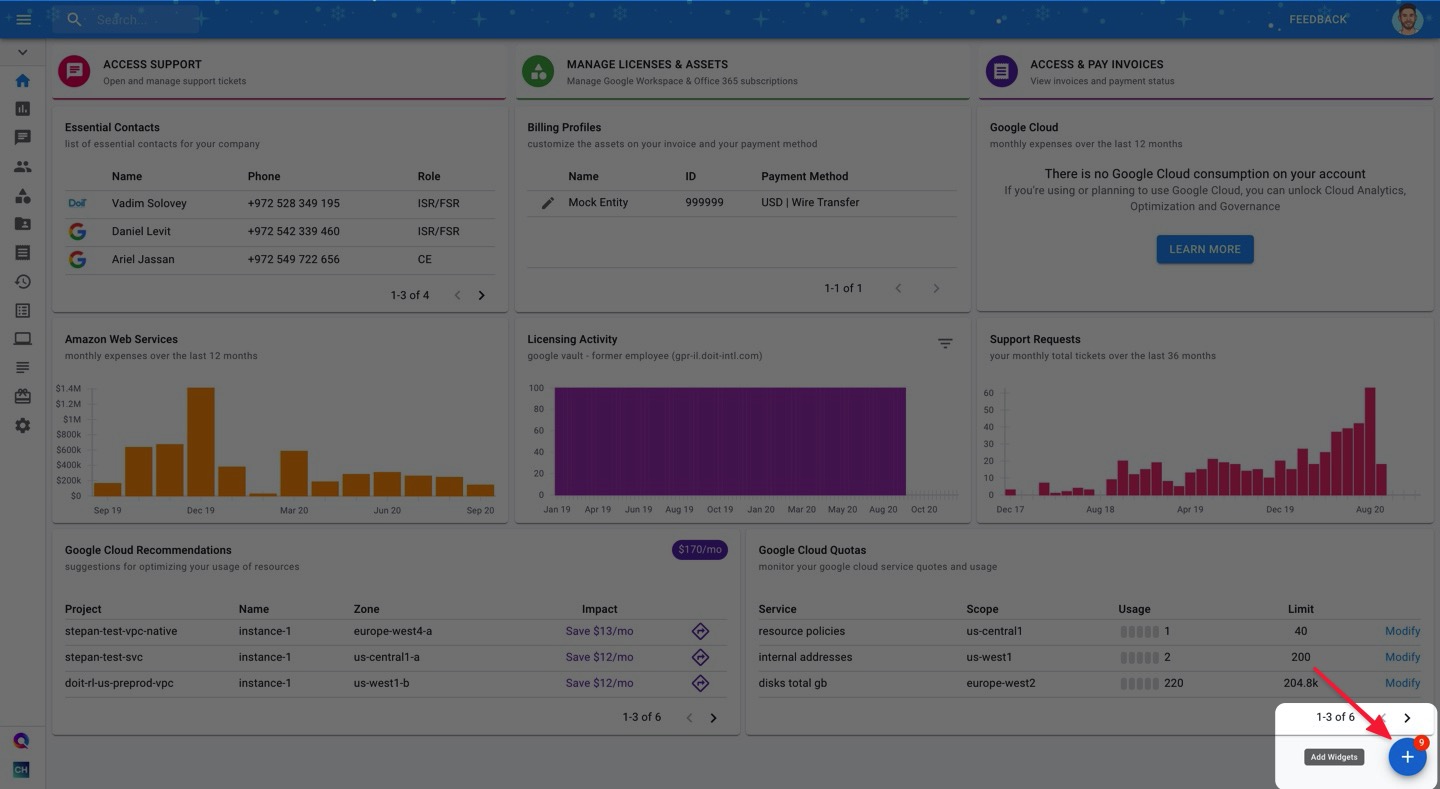 Search...
FEEDBACK
ACCESS SUPPORT
Open and manage support tickets
MANAGE LICENSES & ASSETS
Manage Google Workspace & Office 365 subscriptions
ACCESS & PAY INVOICES
View invoices and payment status
Essential Contacts
list of essential contacts for your company
Name Phone Role
DoiT Vadim Solovey +972 528 349 195 ISR/FSR
Daniel Levit +972 542 339 460 ISR/FSR
Ariel Jassan +972 549 722 656 CE
1-3 of 4
Billing Profiles
customize the assets on your invoice and your payment method
Name ID Payment Method
Mock Entity 999999 USD | Wire Transfer
1-1 of 1
Google Cloud
monthly expenses over the last 12 months
There is no Google Cloud consumption on your account
If you're using or planning to use Google Cloud, you can unlock Cloud Analytics,
Optimization and Governance
LEARN MORE
Amazon Web Services
monthly expenses over the last 12 months
$1.4M
$1.2M
$1M
$800k
$600k
$400k
$200k
$0
Sep 19 Dec 19 Mar 20 Jun 20 Sep 20
Licensing Activity
google vault - former employee (gpr-il.doit-intl.com)
100
80
60
40
20
0
Jan 19 Apr 19 Jun 19 Aug 19 Oct 19 Jan 20 Mar 20 May 20 Aug 20 Oct 20
Support Requests
your monthly total tickets over the last 36 months
60
50
40
30
20
10
0
Dec 17 Aug 18 Apr 19 Dec 19 Aug 20
Google Cloud Recommendations
$170/mo
suggestions for optimizing your usage of resources
Project Name Zone Impact
stepan-test-vpc-native instance-1 europe-west4-a Save $13/mo
stepan-test-svc instance-1 us-central1-a Save $12/mo
doit-rl-us-preprod-vpc instance-1 us-west1-b Save $12/mo
1-3 of 6
Google Cloud Quotas
monitor your google cloud service quotes and usage
Service Scope Usage Limit
resource policies us-central1 1 40 Modify
internal addresses us-west1 2 200 Modify
disks total gb europe-west2 220 204.8k Modify
1-3 of 6
9
Add Widgets
CH